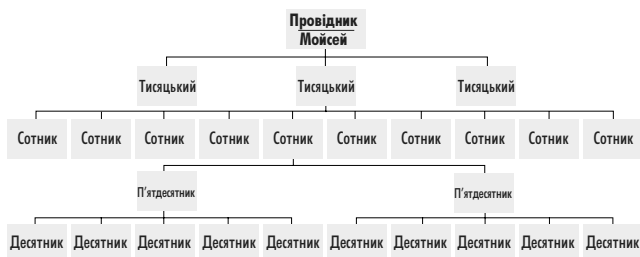 Провідник
Мойсей
Тисяцький Тисяцький Тисяцький
Сотник Сотник Сотник Сотник Сотник Сотник Сотник Сотник Сотник Сотник
П'ятдесятник П'ятдесятник
Десятник Десятник Десятник Десятник Десятник Десятник Десятник Десятник Десятник Десятник